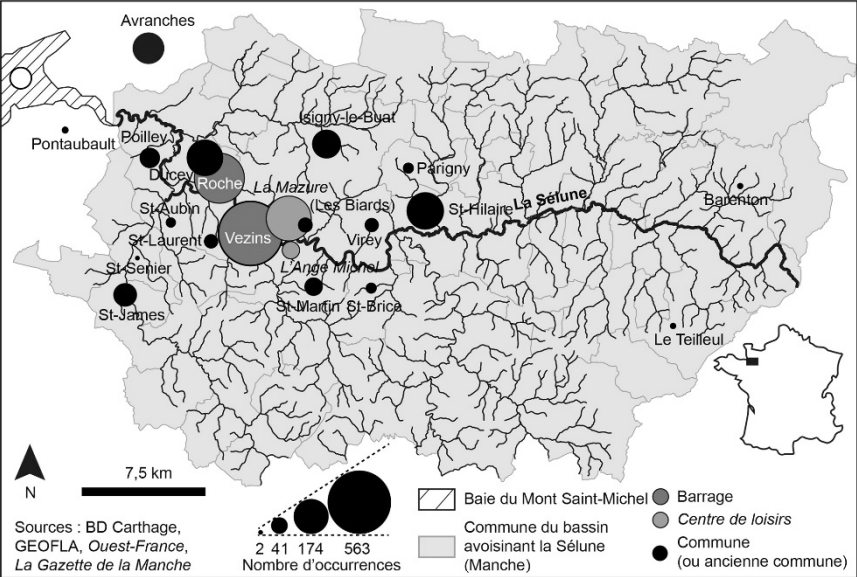 Avranches
Pontaubault
Poilley
Isigny-le-Buat
Ducey
Roche
Parigny
La Mazure
(Les Biards)
St-Hilaire
La Sélune
Barenton
St-Aubin
St-Laurent
Vezins
Virey
St-Senier
L'Ange Michel
St-James
St-Martin
St-Brice
Le Teilleul
N
7,5 km
Sources : BD Carthage,
GEOFLA, Ouest-France,
La Gazette de la Manche
2 41 174 563
Nombre d'occurrences
Baie du Mont Saint-Michel
Commune du bassin
avoisinant la Sélune
(Manche)
Barrage
Centre de loisirs
Commune
(ou ancienne commune)